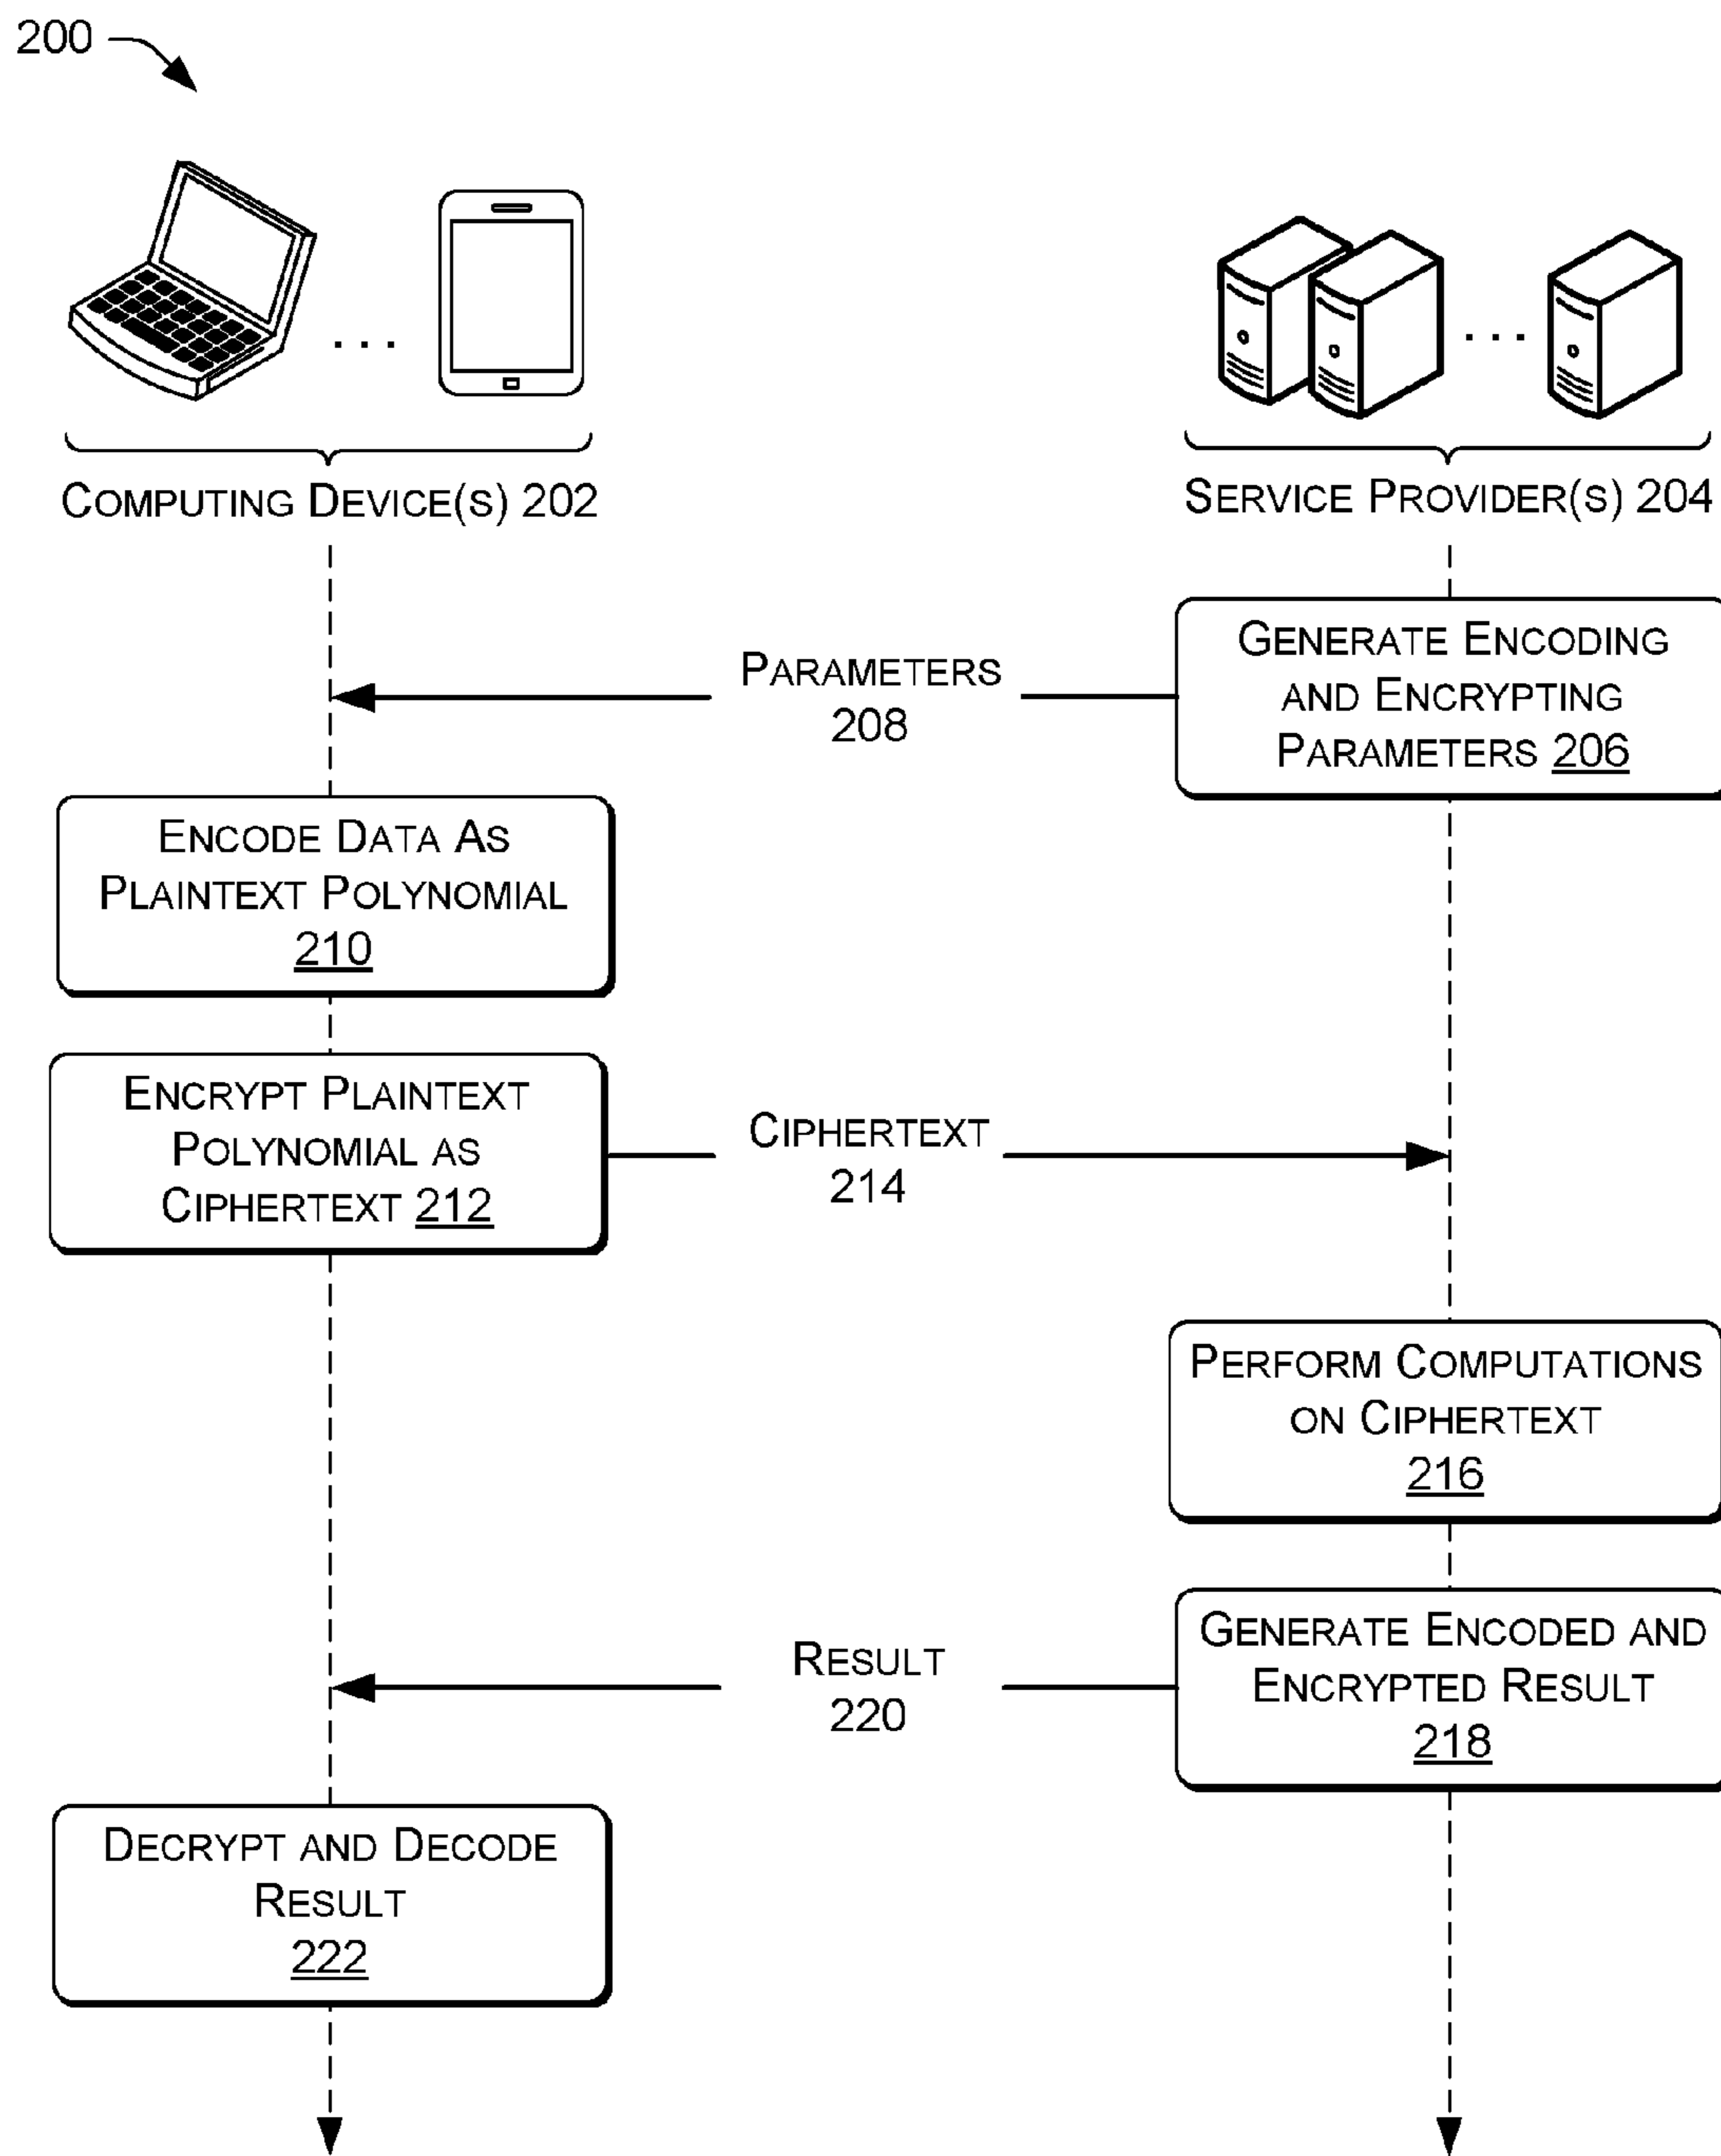 200
COMPUTING DEVICE(S) 202
SERVICE PROVIDER(S) 204
GENERATE ENCODING
AND ENCRYPTING
PARAMETERS 206
PARAMETERS
208
ENCODE DATA AS
PLAINTEXT POLYNOMIAL
210
ENCRYPT PLAINTEXT
POLYNOMIAL AS
CIPHERTEXT 212
CIPHERTEXT
214
PERFORM COMPUTATIONS
ON CIPHERTEXT
216
GENERATE ENCODED AND
ENCRYPTED RESULT
218
RESULT
220
DECRYPT AND DECODE
RESULT
222